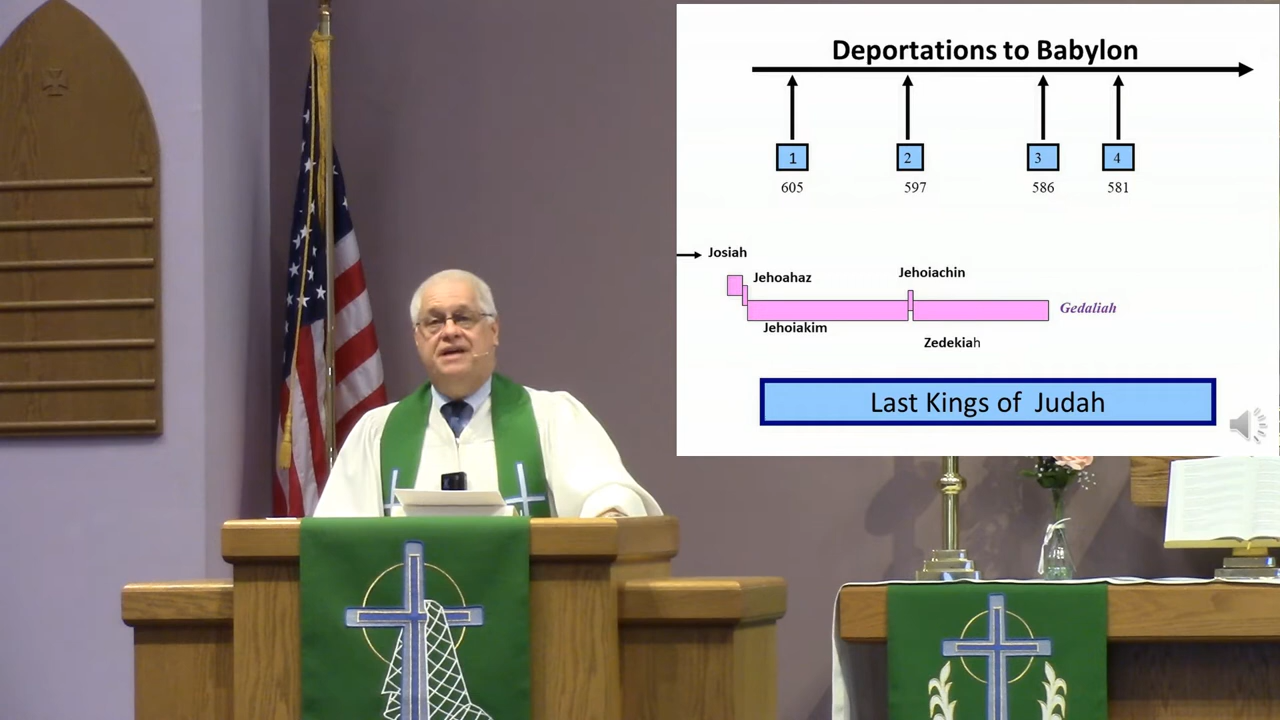 Deportations to Babylon
1
2
3
4
605
597
586
581
Josiah
Jehoahaz
Jehoiachin
Gedaliah
Jehoiakim
Zedekiah
Last Kings of Judah